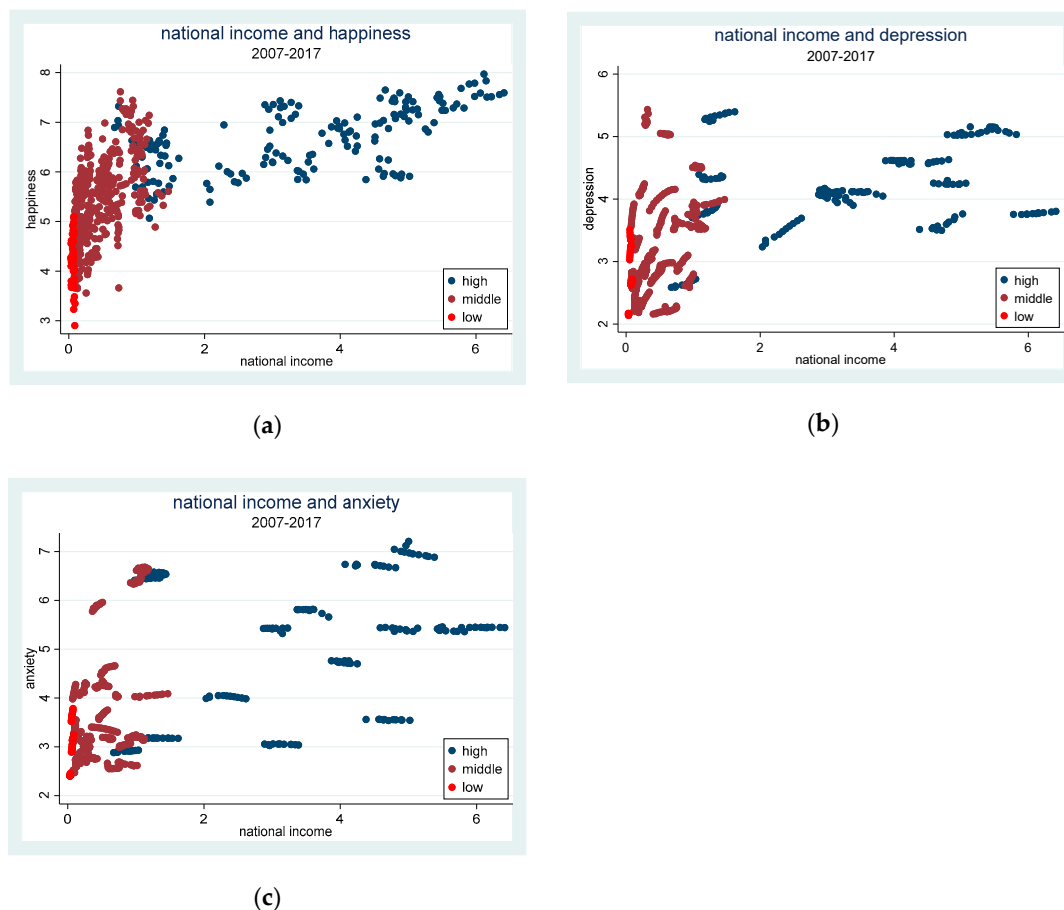 national income and happiness
2007-2017
happiness
8
7
6
5
4
3
0 2 4 6
national income
high
middle
low
(a)
national income and depression
2007-2017
depression
6
5
4
3
2
0 2 4 6
national income
high
middle
low
(b)
national income and anxiety
2007-2017
anxiety
7
6
5
4
3
2
0 2 4 6
national income
high
middle
low
(c)